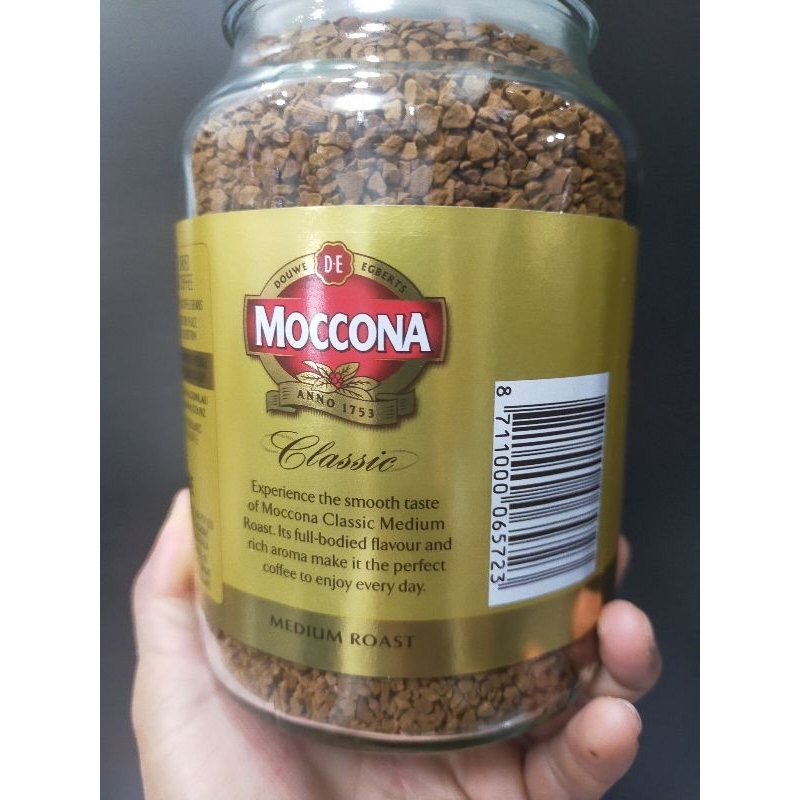 DOUWE D·E EGBERTS
MOCCONA
ANNO 1753
Classic
Experience the smooth taste
of Moccona Classic Medium
Roast. Its full-bodied flavour and
rich aroma make it the perfect
coffee to enjoy every day.
MEDIUM ROAST
8 711000 065723